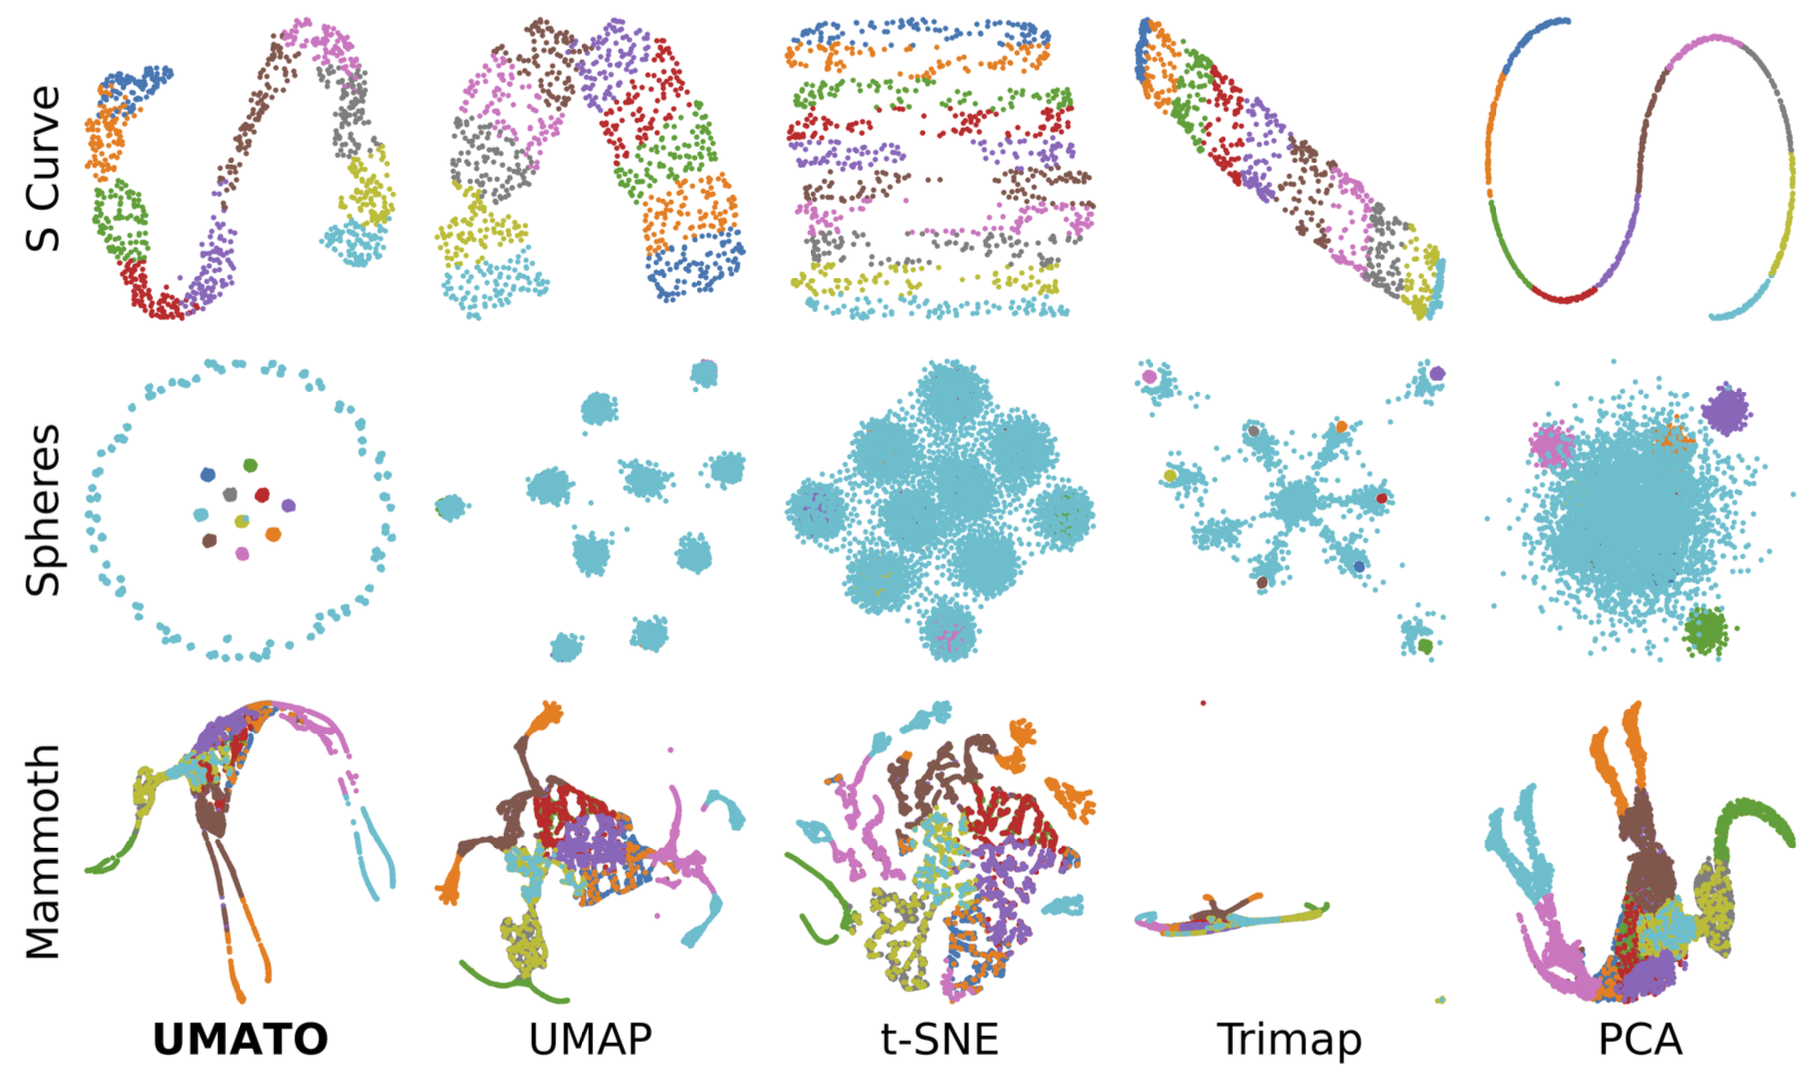 S Curve
Spheres
Mammoth
UMATO
UMAP
t-SNE
Trimap
PCA